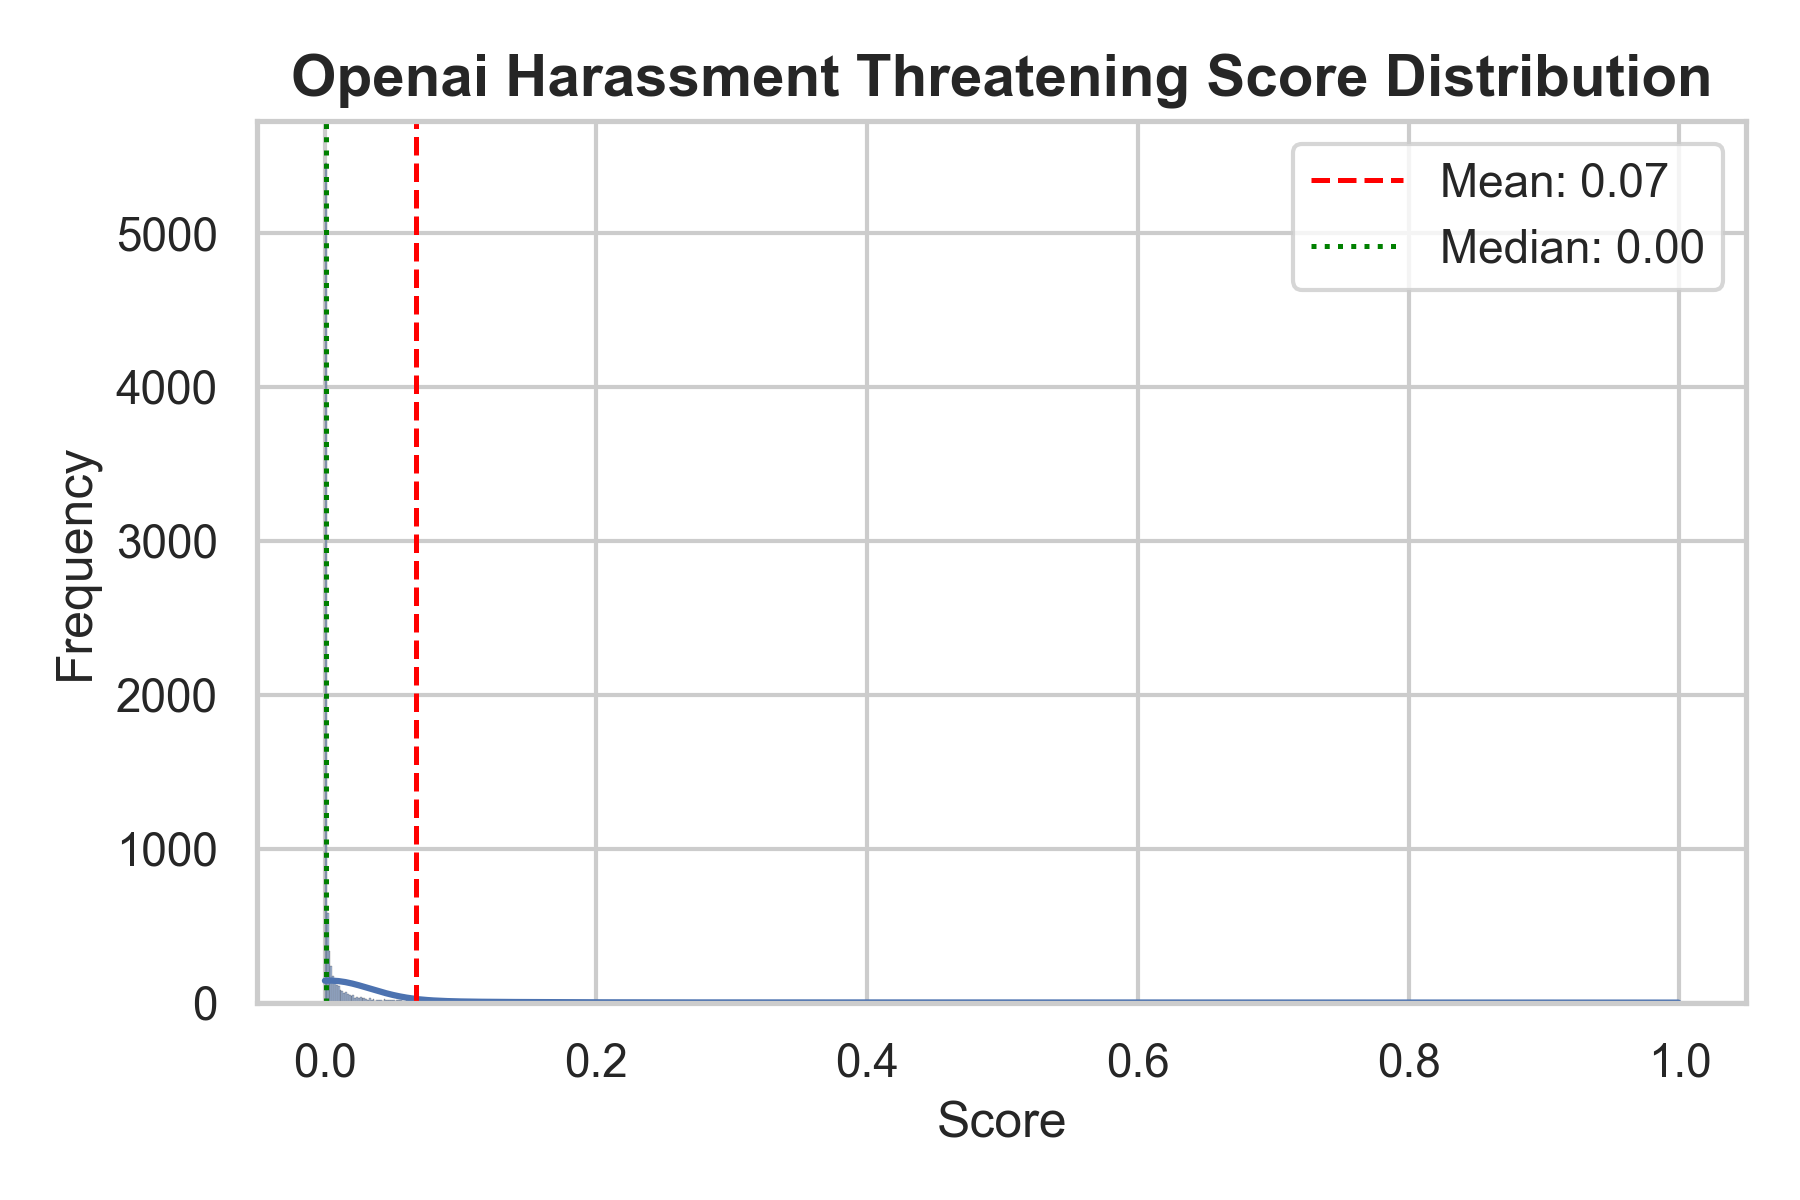 Openai Harassment Threatening Score Distribution
Mean: 0.07
Median: 0.00
Frequency
5000
4000
3000
2000
1000
0
0.0 0.2 0.4 0.6 0.8 1.0
Score